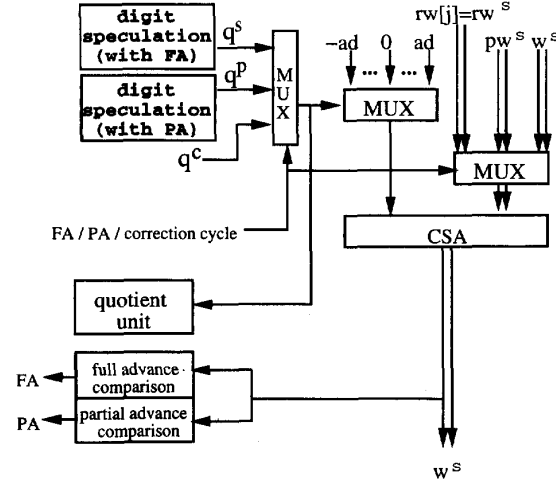 digit
speculation
(with FA)
q^s
digit
speculation
(with PA)
q^p
q^c
MUX
rw[j]=rw^s
pw^s
w^s
−ad 0 ad
... ...
MUX
MUX
FA / PA / correction cycle
CSA
quotient
unit
full advance
comparison
FA
partial advance
comparison
PA
w^s